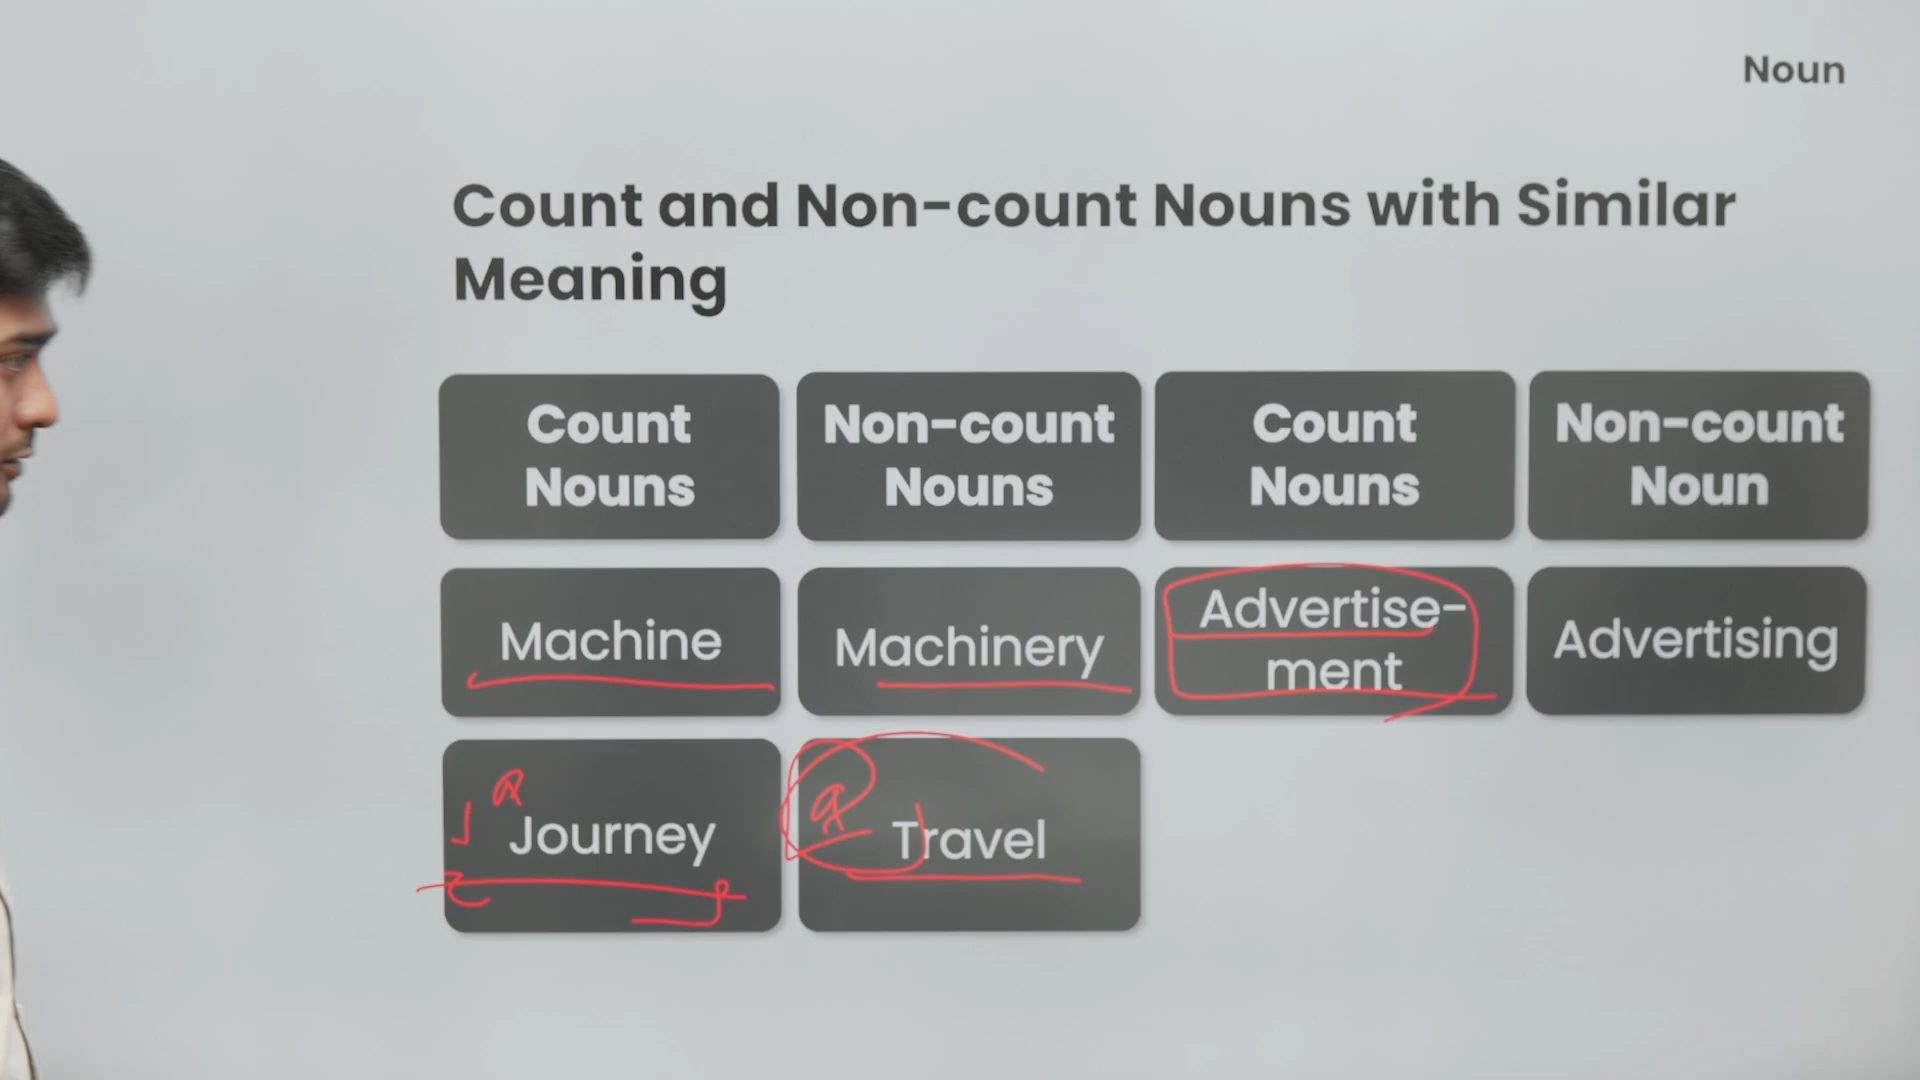 Noun
Count and Non-count Nouns with Similar
Meaning
Count
Nouns
Non-count
Nouns
Count
Nouns
Non-count
Noun
Machine
Machinery
Advertise-
ment
Advertising
a
Journey
Travel